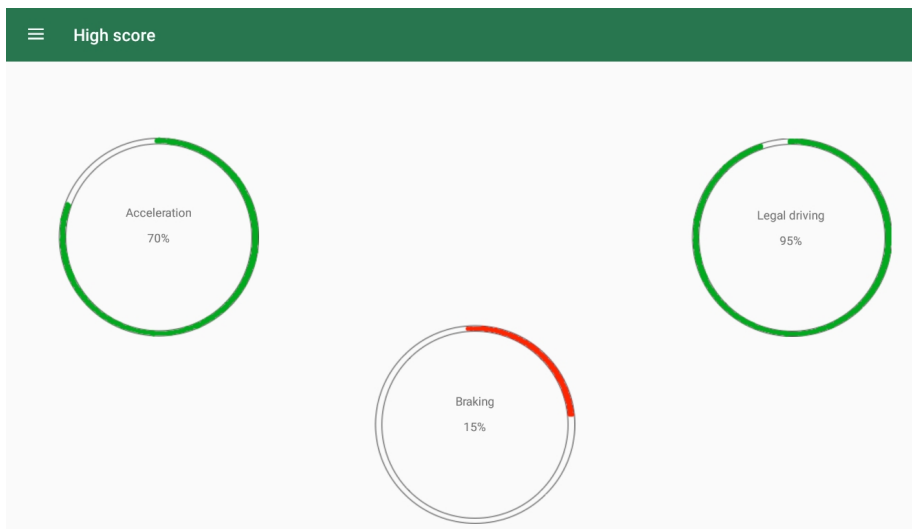 High score
Acceleration
70%
Legal driving
95%
Braking
15%